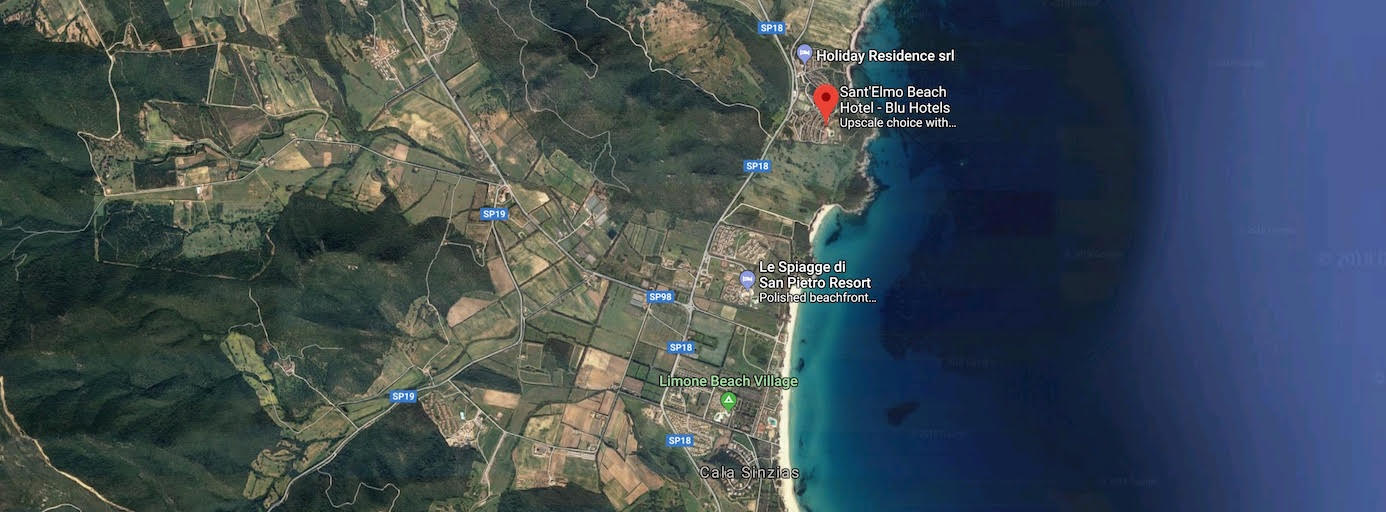 SP18
Holiday Residence srl
Sant'Elmo Beach
Hotel - Blu Hotels
Upscale choice with...
SP18
SP19
Le Spiagge di
San Pietro Resort
Polished beachfront...
SP98
SP18
Limone Beach Village
SP19
SP18
Cala Sinzias